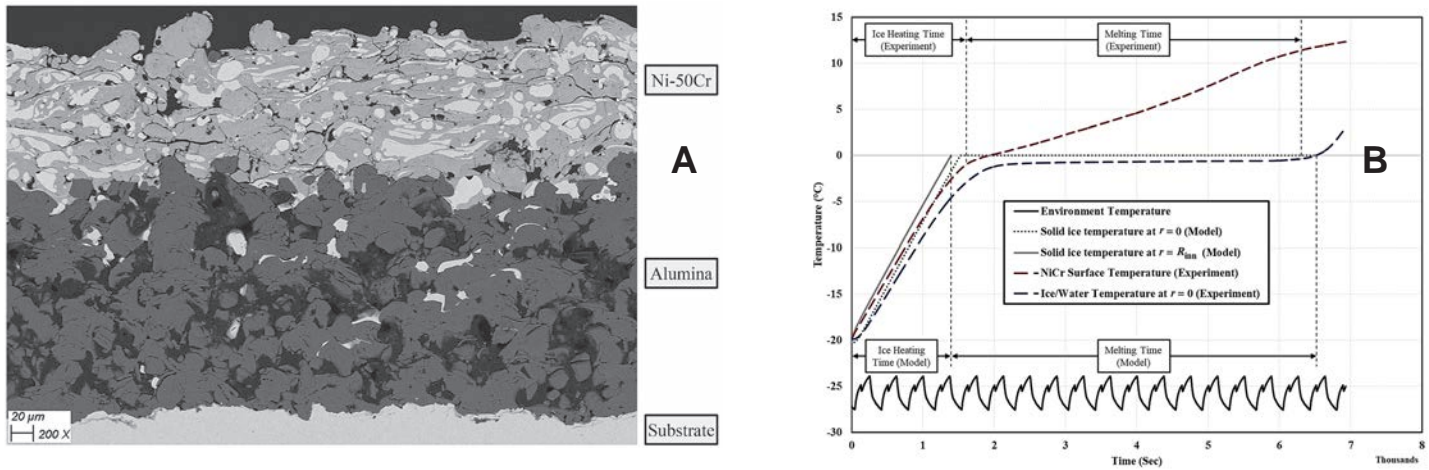 Ni-50Cr
Alumina
Substrate
20 µm
200 X
A
15
10
5
0
-5
-10
-15
-20
-25
-30
Temperature (°C)
Ice Heating Time
(Experiment)
Melting Time
(Experiment)
B
Environment Temperature
Solid ice temperature at r = 0 (Model)
Solid ice temperature at r = Rinn (Model)
NiCr Surface Temperature (Experiment)
Ice/Water Temperature at r = 0 (Experiment)
Ice Heating
Time (Model)
Melting Time
(Model)
0 1 2 3 4 5 6 7 8
Time (Sec)
Thousands